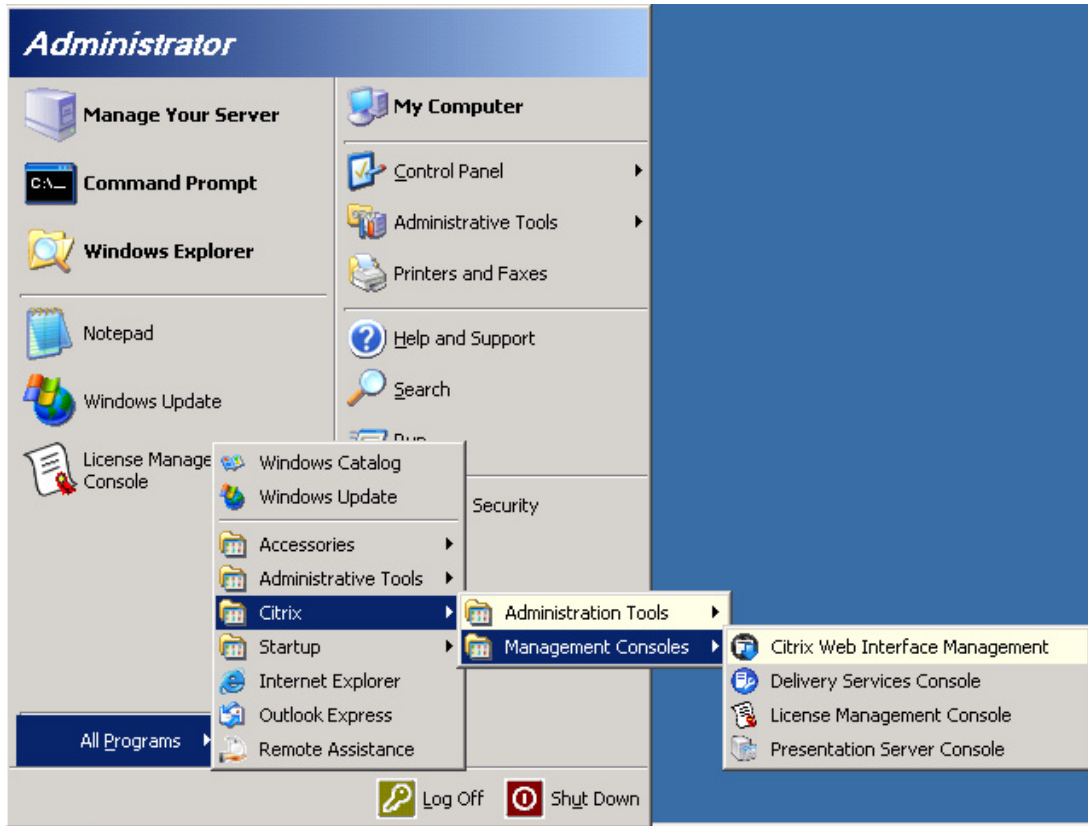 Administrator
Manage Your Server
Command Prompt
Windows Explorer
Notepad
Windows Update
License Manage
Console
My Computer
Control Panel
Administrative Tools
Printers and Faxes
Help and Support
Search
Security
Windows Catalog
Windows Update
Accessories
Administrative Tools
Citrix
Startup
Internet Explorer
Outlook Express
Remote Assistance
Administration Tools
Management Consoles
Citrix Web Interface Management
Delivery Services Console
License Management Console
Presentation Server Console
All Programs
Log Off
Shut Down
C:\_